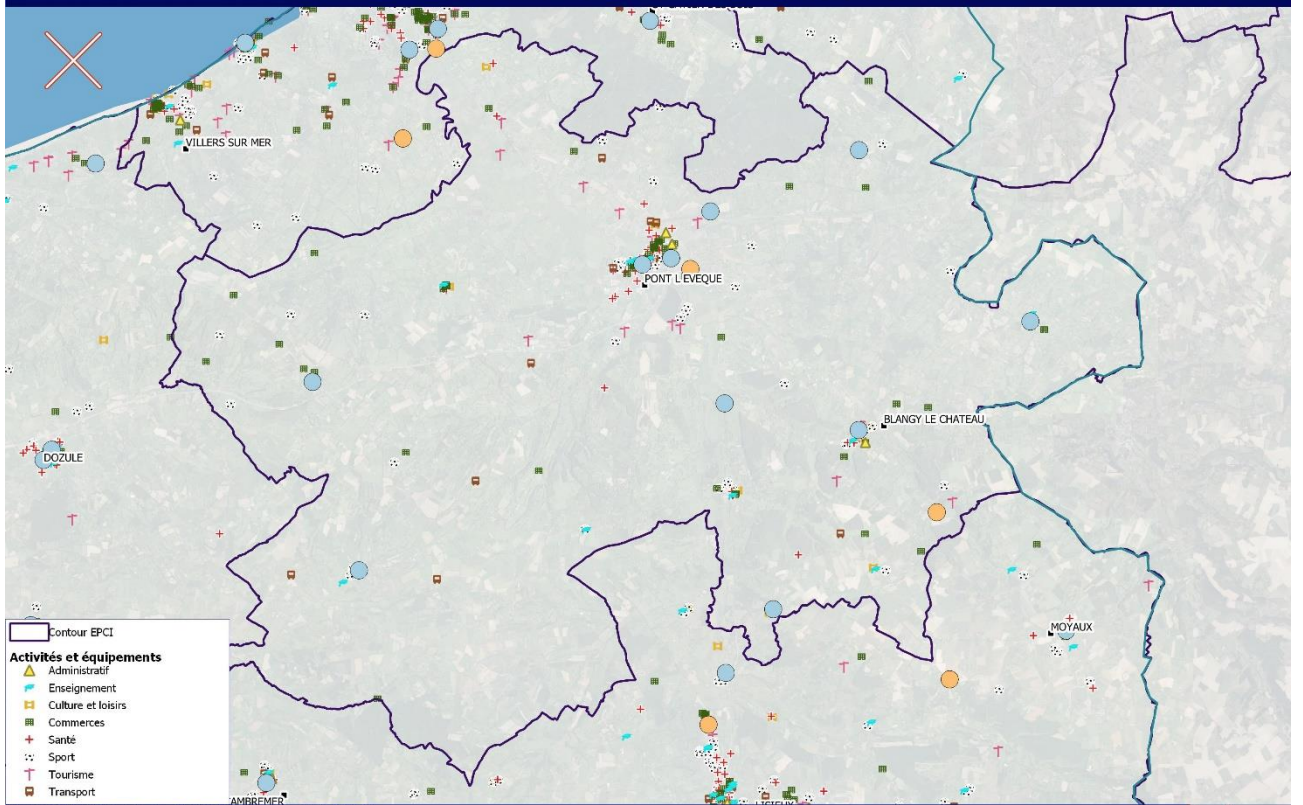 VILLERS SUR MER
PONT L'EVEQUE
BLANGY LE CHATEAU
DOZULE
MOYAUX
Contour EPCI
Activités et équipements
Administratif
Enseignement
Culture et loisirs
Commerces
Santé
Sport
Tourisme
Transport
AMBREMER